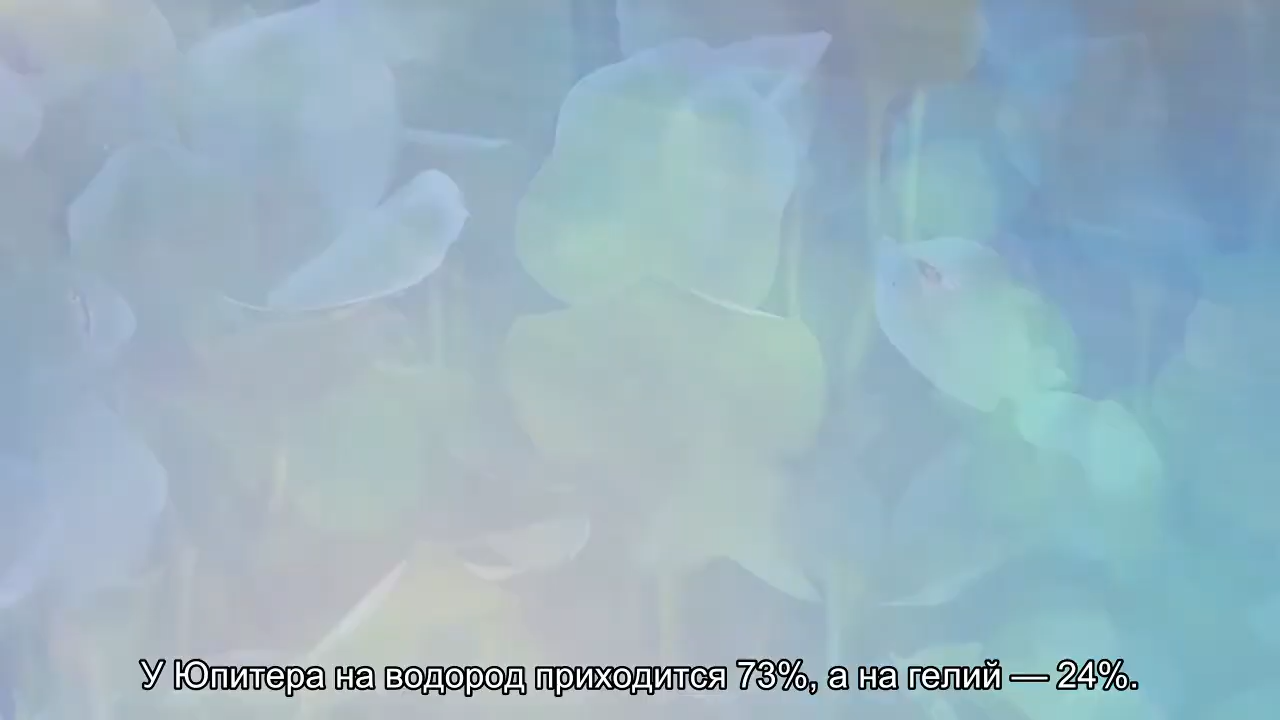 У Юпитера на водород приходится 73%, а на гелий — 24%.